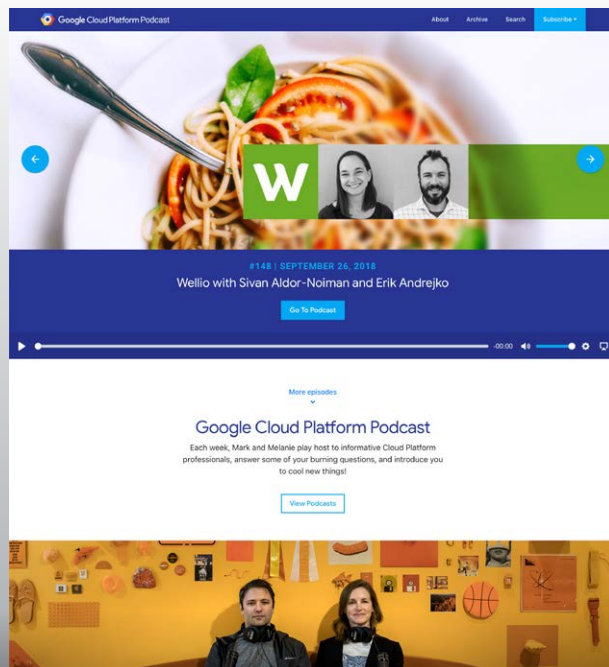 Google Cloud Platform Podcast
About Archive Search Subscribe
W
#148 | SEPTEMBER 26, 2018
Wellio with Sivan Aldor-Noiman and Erik Andrejko
Go To Podcast
-00:00
More episodes
Google Cloud Platform Podcast
Each week, Mark and Melanie play host to informative Cloud Platform
professionals, answer some of your burning questions, and introduce you
to cool new things!
View Podcasts